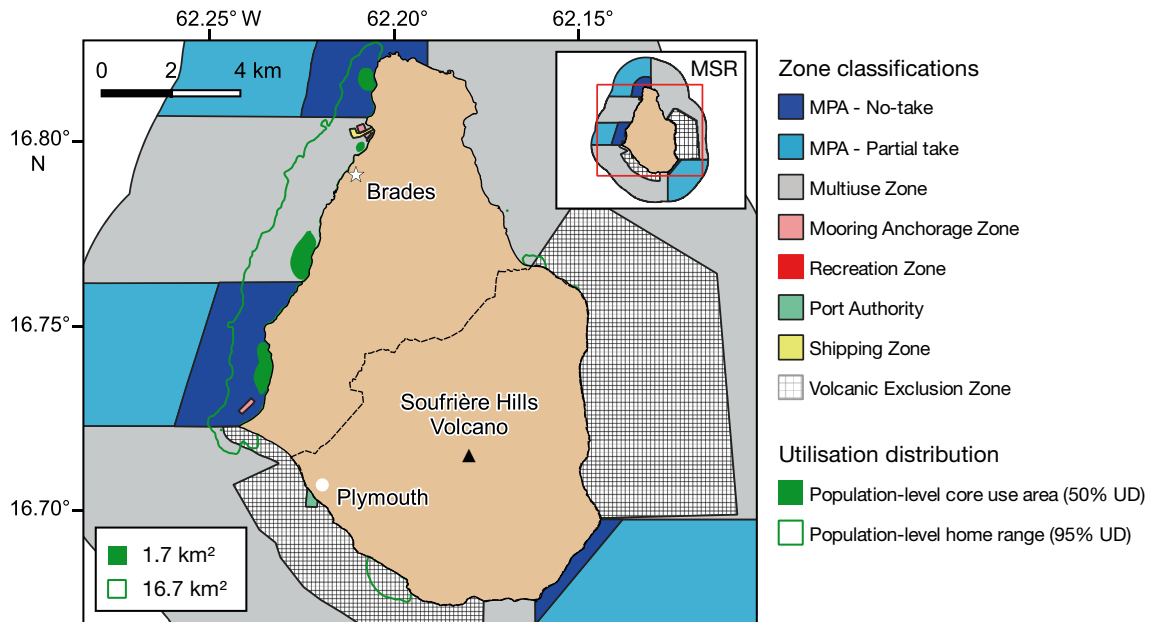 62.25° W
62.20°
62.15°
0 2 4 km
MSR
16.80°
N
Brades
16.75°
Soufrière Hills
Volcano
16.70°
Plymouth
1.7 km²
16.7 km²
Zone classifications
MPA - No-take
MPA - Partial take
Multiuse Zone
Mooring Anchorage Zone
Recreation Zone
Port Authority
Shipping Zone
Volcanic Exclusion Zone
Utilisation distribution
Population-level core use area (50% UD)
Population-level home range (95% UD)